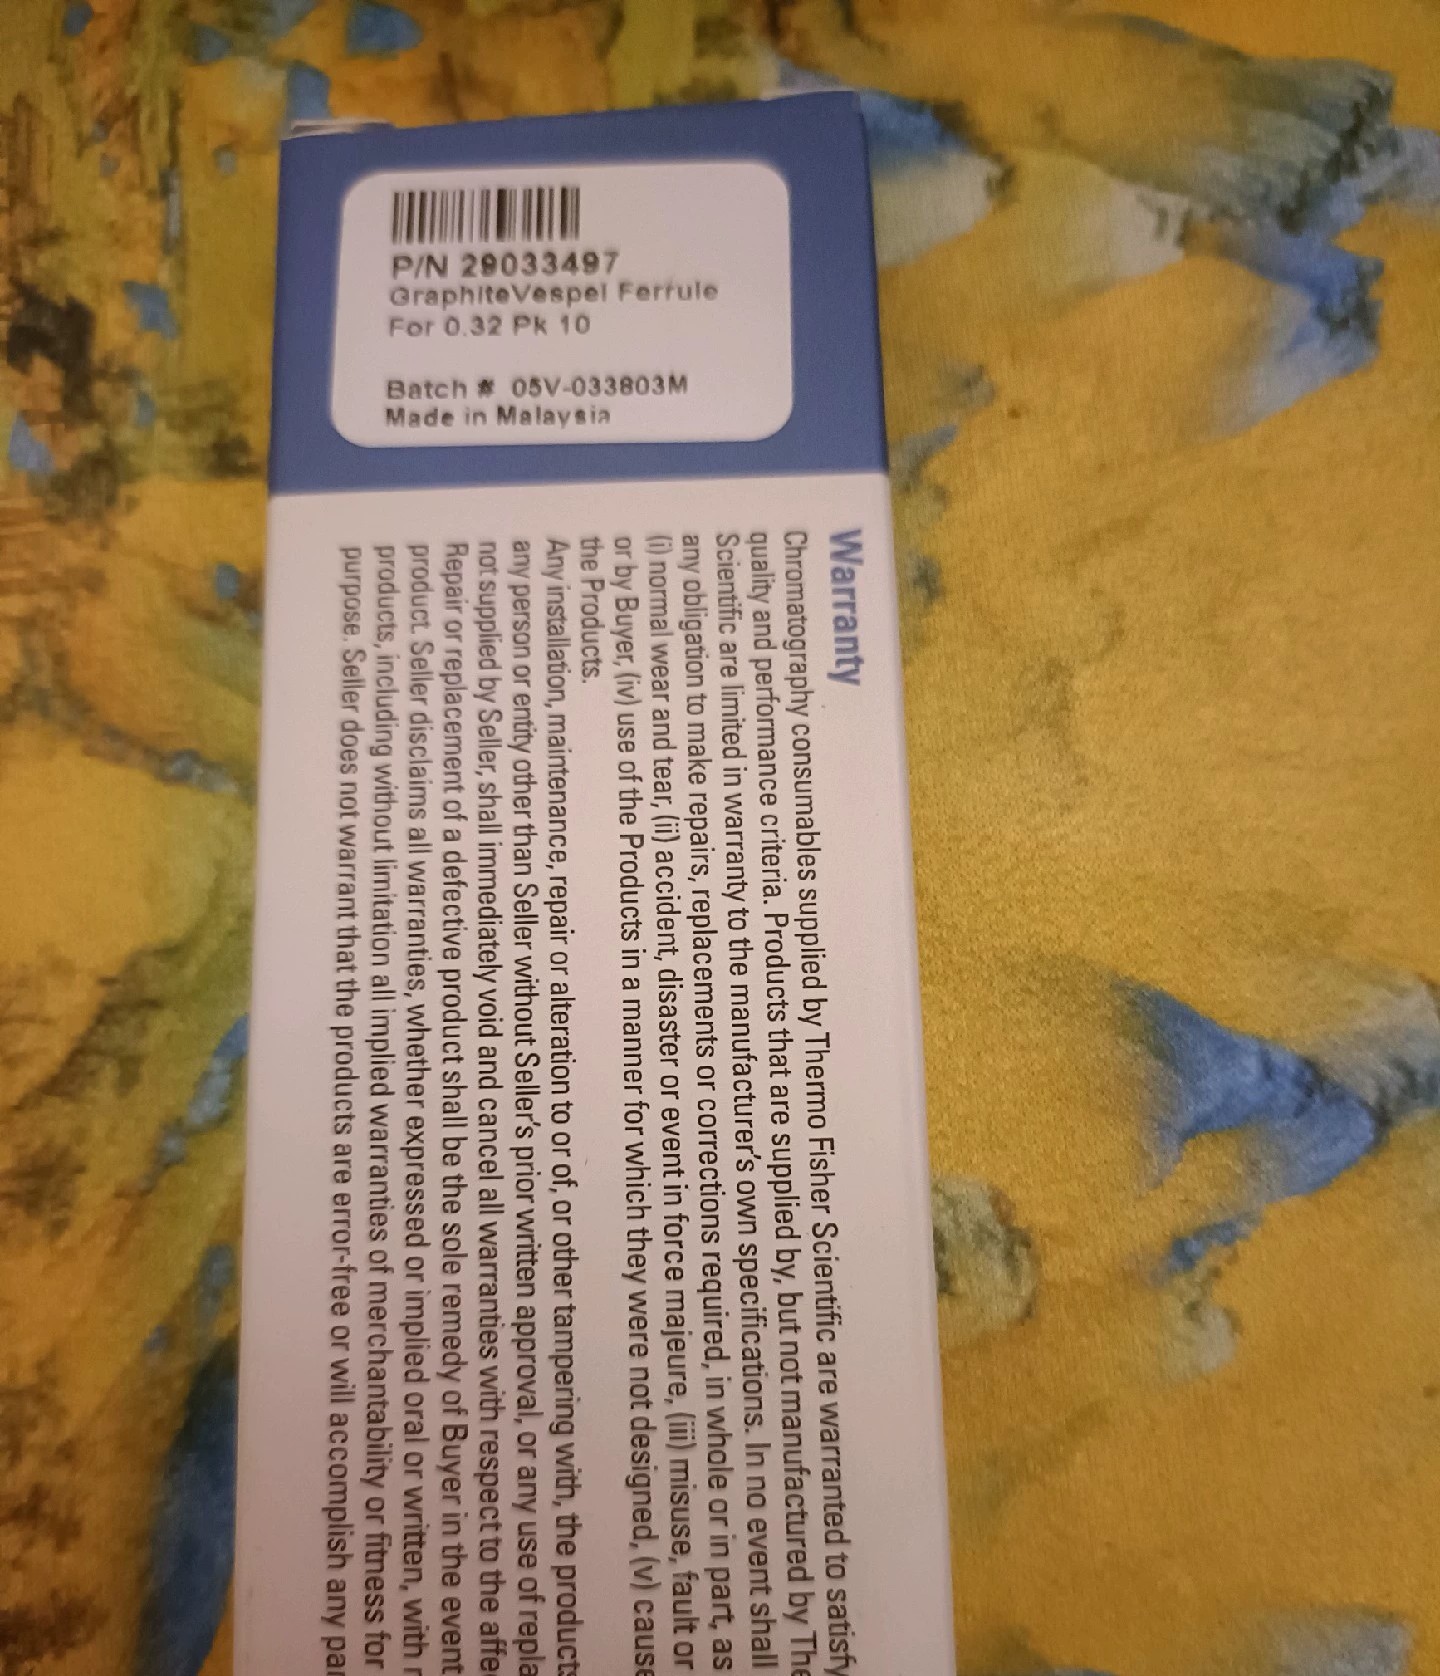 P/N 29033497
GraphiteVespel Ferrule
For 0.32 Pk 10
Batch # 05V-033803M
Made in Malaysia
Warranty
Chromatography consumables supplied by Thermo Fisher Scientific are warranted to satisfy
quality and performance criteria. Products that are supplied by, but not manufactured by
Scientific are limited in warranty to the manufacturer's own specifications. In no event shall
any obligation to make repairs, replacements or corrections required, in whole or in part, as
(i) normal wear and tear, (ii) accident, disaster or event in force majeure, (iii) misuse, fault or
or by Buyer, (iv) use of the Products in a manner for which they were not designed, (v)
the Products.
Any installation, maintenance, repair or alteration to or of, or other tampering with, the
any person or entity other than Seller without Seller's prior written approval, or any use of
not supplied by Seller, shall immediately void and cancel all warranties with respect to the
Repair or replacement of a defective product shall be the sole remedy of Buyer in the event
product. Seller disclaims all warranties, whether expressed or implied oral or written, with
products, including without limitation all implied warranties of merchantability or fitness for
purpose. Seller does not warrant that the products are error-free or will accomplish any